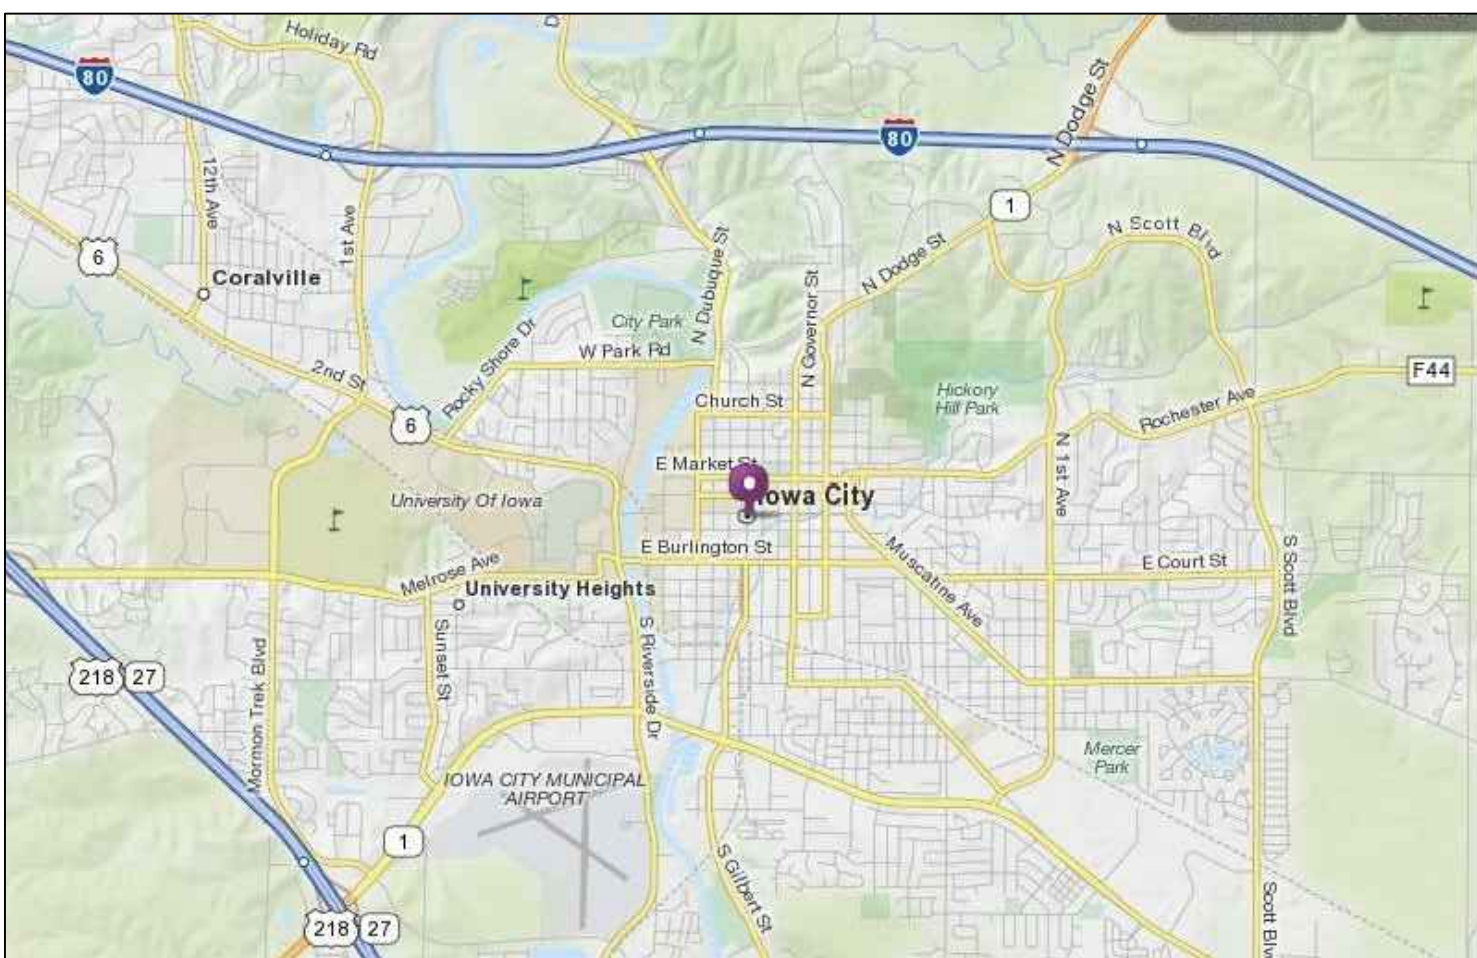 Holiday Rd
D
80
80
N Dodge St
12th Ave
1st Ave
1
N Scott Blvd
6
Coralville
N Dubuque St
N Dodge St
N Governor St
City Park
Rocky Shore Dr
W Park Rd
2nd St
F44
Hickory
Hill Park
Church St
Rochester Ave
6
N 1st Ave
E Market St
University Of Iowa
Iowa City
E Burlington St
Muscatine Ave
E Court St
S Scott Blvd
Melrose Ave
University Heights
Sunset St
S Riverside Dr
Mormon Trek Blvd
218
27
Mercer
Park
IOWA CITY MUNICIPAL
AIRPORT
1
S Gilbert St
Scott Blv
218
27